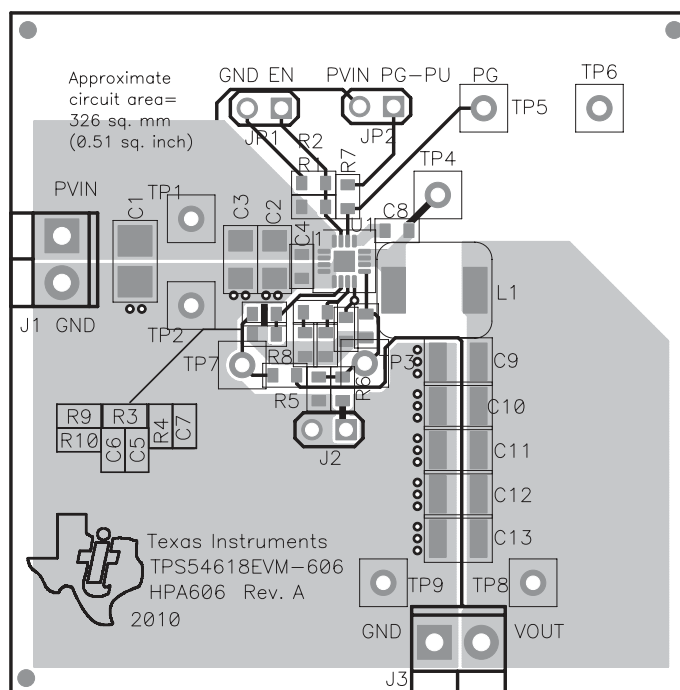 Approximate
circuit area=
326 sq. mm
(0.51 sq. inch)
GND EN
PVIN PG-PU
PG
TP6
JP1
JP2
TP5
R2
R1
R7
TP4
PVIN
C1
TP1
C3
C2
C4
U1
C8
L1
J1
GND
TP2
TP7
R8
R5
R6
P3
J2
C9
C10
C11
C12
C13
R9
R3
R10
C6
C5
R4
C7
Texas Instruments
TPS54618EVM-606
HPA606 Rev. A
2010
TP9
TP8
GND
VOUT
J3